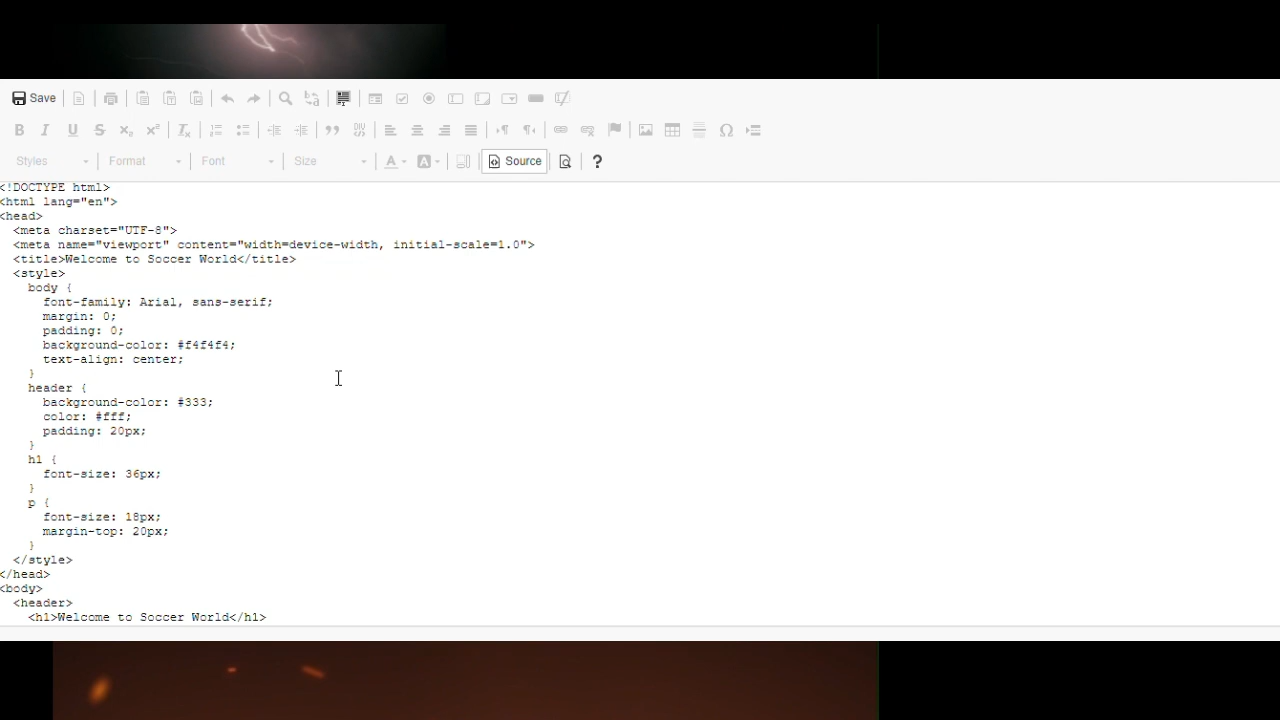 Save
Styles Format Font Size Source
<!DOCTYPE html>
<html lang="en">
<head>
<meta charset="UTF-8">
<meta name="viewport" content="width=device-width, initial-scale=1.0">
<title>Welcome to Soccer World</title>
<style>
body {
font-family: Arial, sans-serif;
margin: 0;
padding: 0;
background-color: #f4f4f4;
text-align: center;
}
header {
background-color: #333;
color: #fff;
padding: 20px;
}
h1 {
font-size: 36px;
}
p {
font-size: 18px;
margin-top: 20px;
}
</style>
</head>
<body>
<header>
<h1>Welcome to Soccer World</h1>